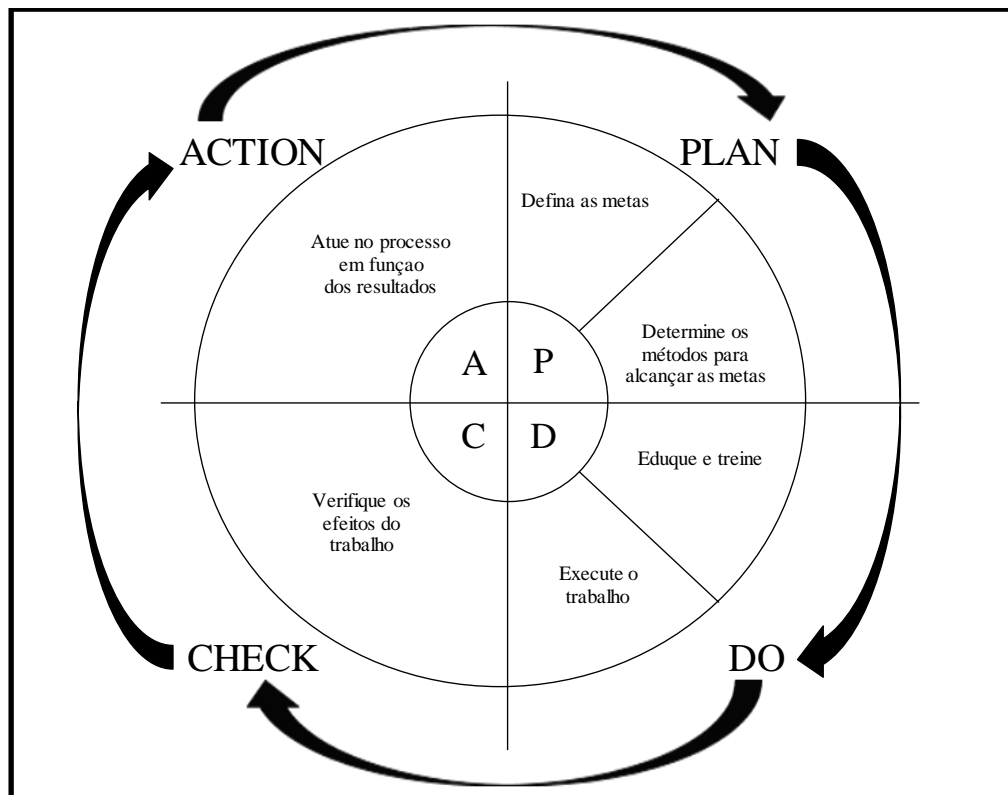 ACTION
PLAN
Defina as metas
Atue no processo
em funçao
dos resultados
Determine os
métodos para
alcançar as metas
A
P
C
D
Eduque e treine
Verifique os
efeitos do
trabalho
Execute o
trabalho
CHECK
DO